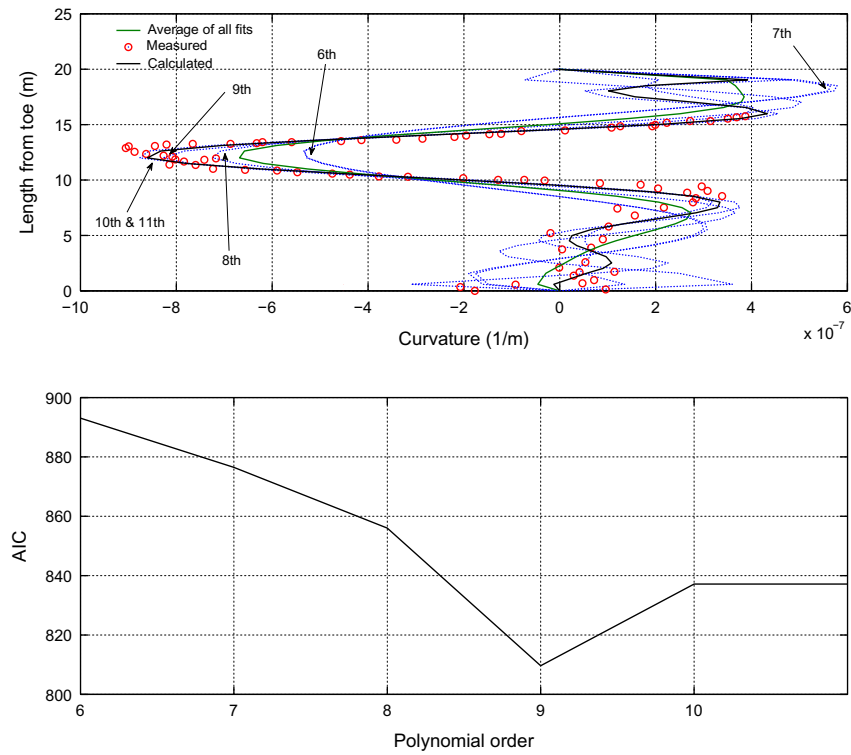 25
20
15
10
5
0
Length from toe (m)
Average of all fits
Measured
Calculated
6th
7th
9th
10th & 11th
8th
−10
−8
−6
−4
−2
0
2
4
6
Curvature (1/m)
x 10⁻⁷
900
880
860
840
820
800
AIC
6
7
8
9
10
Polynomial order